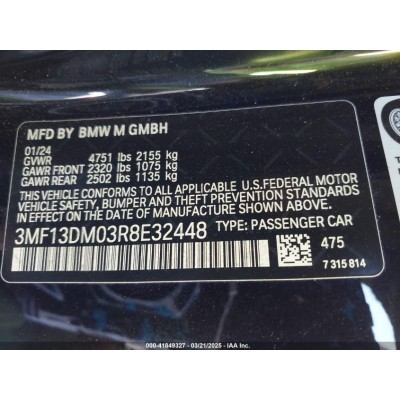 MFD BY BMW M GMBH
01/24
GVWR 4751 lbs 2155 kg
GAWR FRONT 2320 lbs 1075 kg
GAWR REAR 2502 lbs 1135 kg
THIS VEHICLE CONFORMS TO ALL APPLICABLE U.S. FEDERAL MOTOR
VEHICLE SAFETY, BUMPER, AND THEFT PREVENTION STANDARDS
IN EFFECT ON THE DATE OF MANUFACTURE SHOWN ABOVE.
3MF13DM03R8E32448 TYPE: PASSENGER CAR
475
7 315 814
000-41849327 - 03/21/2025 - IAA Inc.